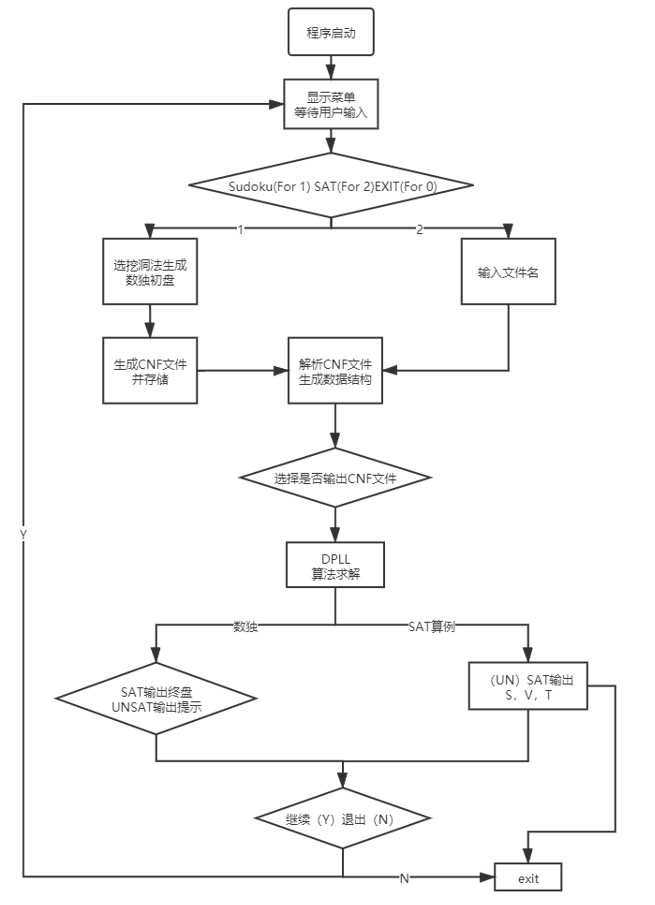 程序启动
显示菜单
等待用户输入
Sudoku(For 1) SAT(For 2)EXIT(For 0)
1
2
选挖洞法生成
数独初盘
输入文件名
生成CNF文件
并存储
解析CNF文件
生成数据结构
选择是否输出CNF文件
Y
DPLL
算法求解
数独
SAT算例
SAT输出终盘
UNSAT输出提示
（UN）SAT输出
S，V，T
继续（Y）退出（N）
N
exit